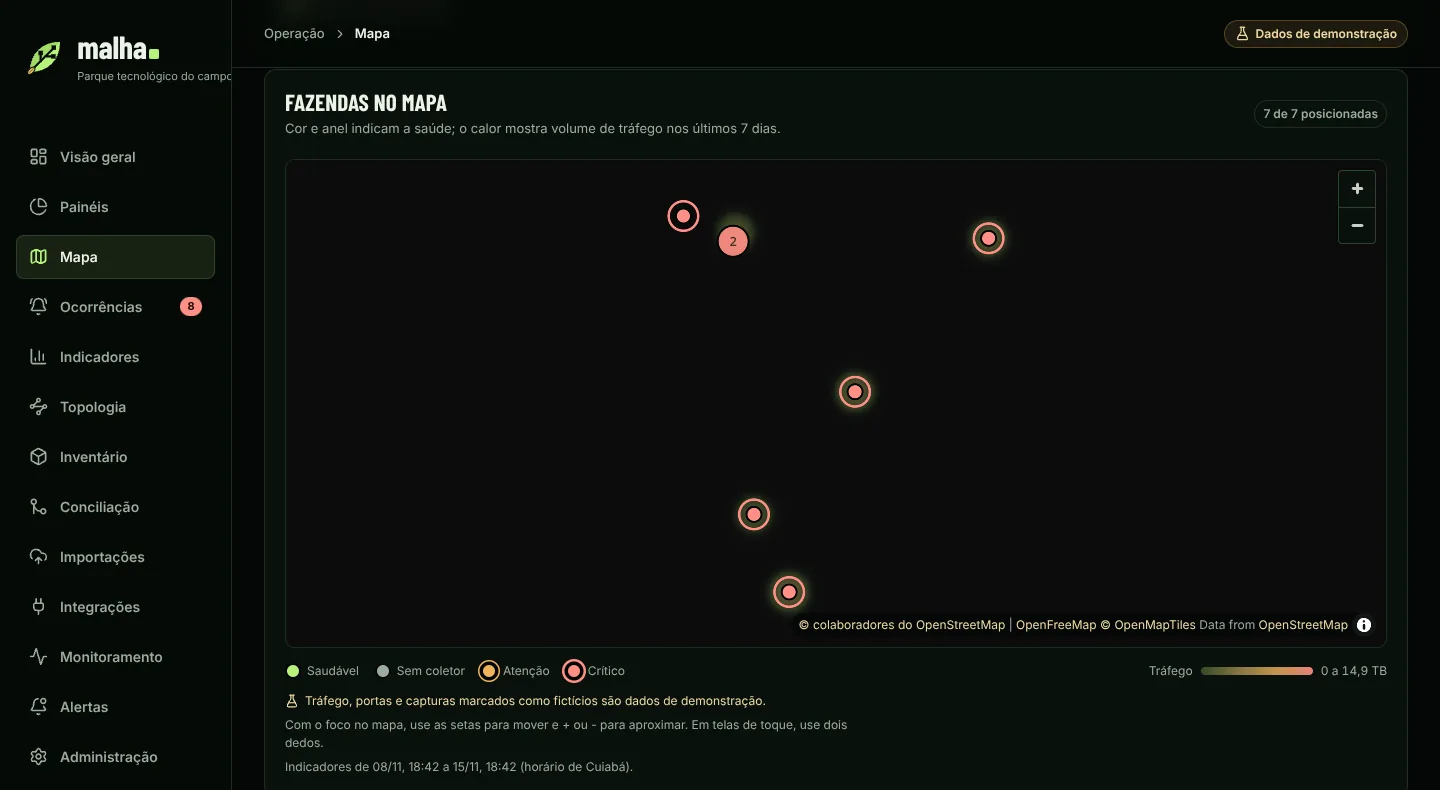 malha
Parque tecnológico do campo
Operação > Mapa
Dados de demonstração
Visão geral
Painéis
Mapa
Ocorrências 8
Indicadores
Topologia
Inventário
Conciliação
Importações
Integrações
Monitoramento
Alertas
Administração
FAZENDAS NO MAPA
Cor e anel indicam a saúde; o calor mostra volume de tráfego nos últimos 7 dias.
7 de 7 posicionadas
+
−
2
© colaboradores do OpenStreetMap | OpenFreeMap © OpenMapTiles Data from OpenStreetMap
Saudável Sem coletor Atenção Crítico
Tráfego 0 a 14,9 TB
Tráfego, portas e capturas marcados como fictícios são dados de demonstração.
Com o foco no mapa, use as setas para mover e + ou - para aproximar. Em telas de toque, use dois
dedos.
Indicadores de 08/11, 18:42 a 15/11, 18:42 (horário de Cuiabá).